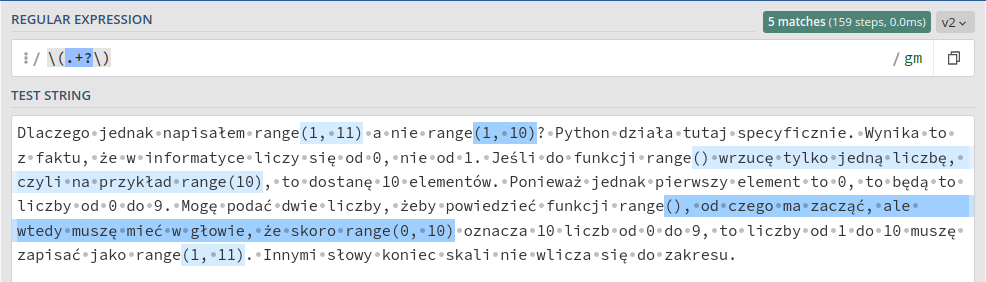 REGULAR EXPRESSION
5 matches (159 steps, 0.0ms)
v2
/ \(.+?\)
/ gm
TEST STRING
Dlaczego jednak napisałem range(1, 11) a nie range(1, 10)? Python działa tutaj specyficznie. Wynika to
z faktu, że w informatyce liczy się od 0, nie od 1. Jeśli do funkcji range() wrzucę tylko jedną liczbę,
czyli na przykład range(10), to dostanę 10 elementów. Ponieważ jednak pierwszy element to 0, to będą to
liczby od 0 do 9. Mogę podać dwie liczby, żeby powiedzieć funkcji range(), od czego ma zacząć, ale
wtedy muszę mieć w głowie, że skoro range(0, 10) oznacza 10 liczb od 0 do 9, to liczby od 1 do 10 muszę
zapisać jako range(1, 11). Innymi słowy koniec skali nie wlicza się do zakresu.